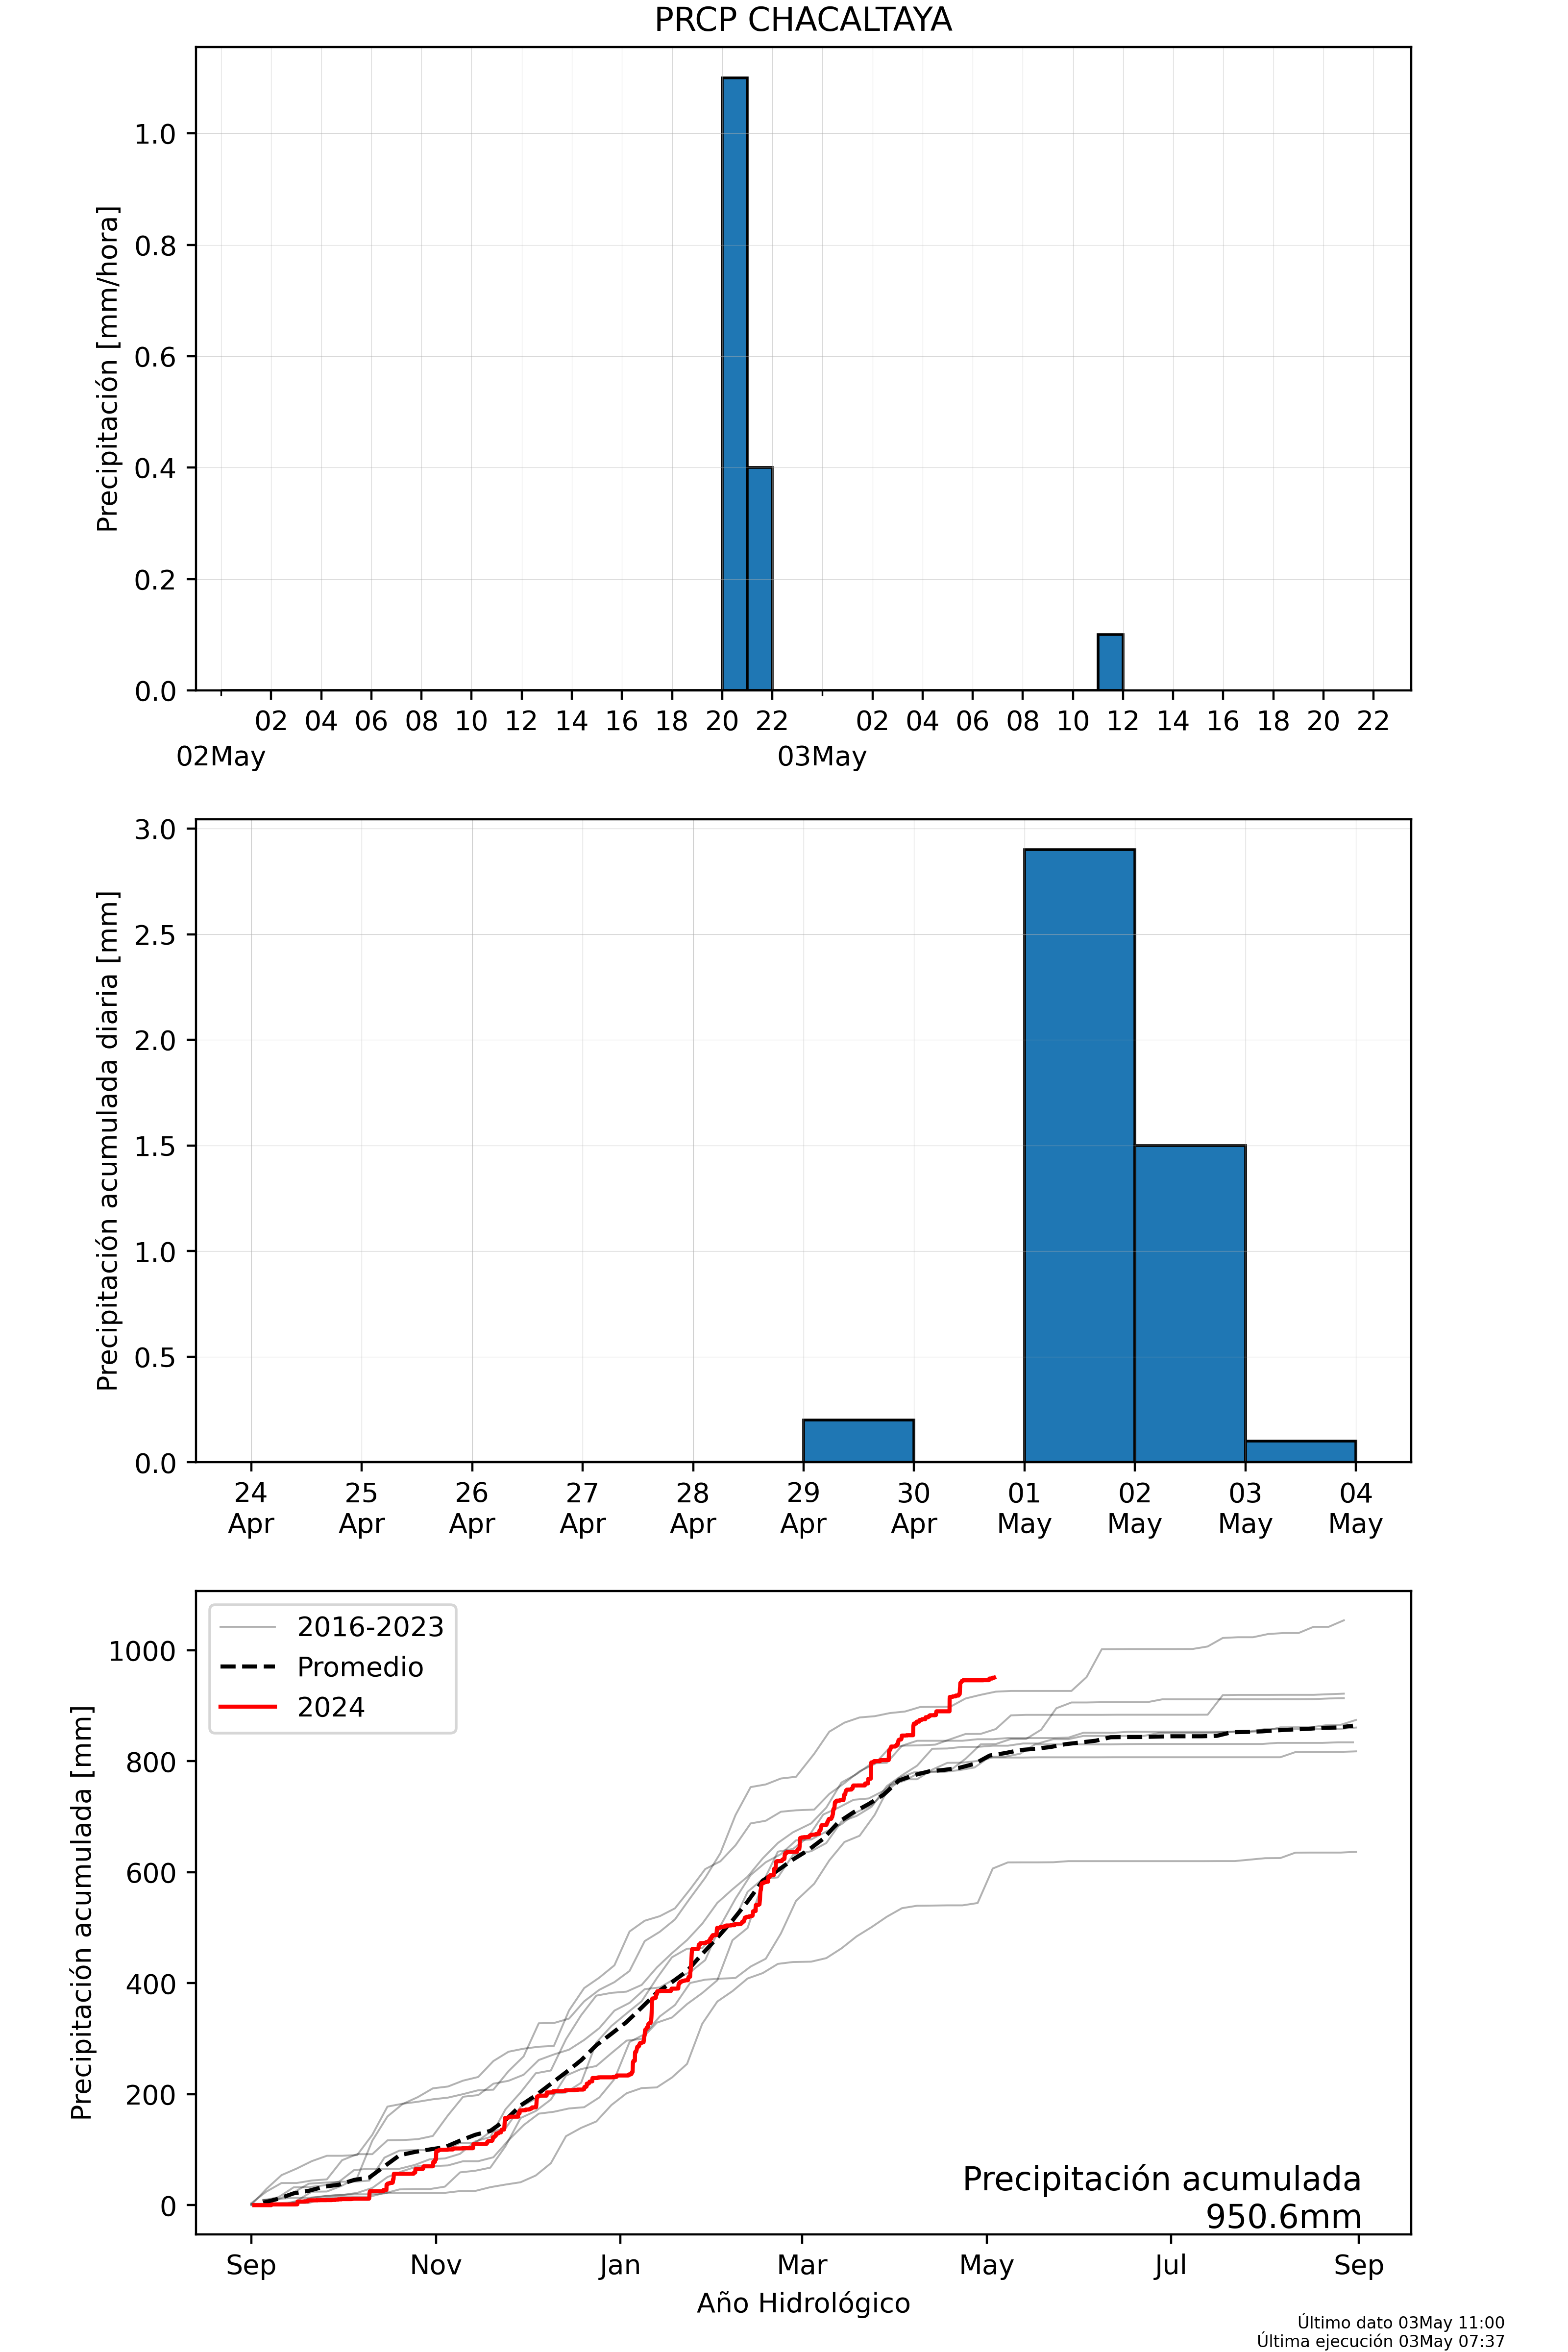 PRCP CHACALTAYA
Precipitación [mm/hora]
1.0
0.8
0.6
0.4
0.2
0.0
02 04 06 08 10 12 14 16 18 20 22 02 04 06 08 10 12 14 16 18 20 22
02May 03May
Precipitación acumulada diaria [mm]
3.0
2.5
2.0
1.5
1.0
0.5
0.0
24 25 26 27 28 29 30 01 02 03 04
Apr Apr Apr Apr Apr Apr Apr May May May May
Precipitación acumulada [mm]
1000
800
600
400
200
0
2016-2023
Promedio
2024
Precipitación acumulada
950.6mm
Sep Nov Jan Mar May Jul Sep
Año Hidrológico
Último dato 03May 11:00
Última ejecución 03May 07:37